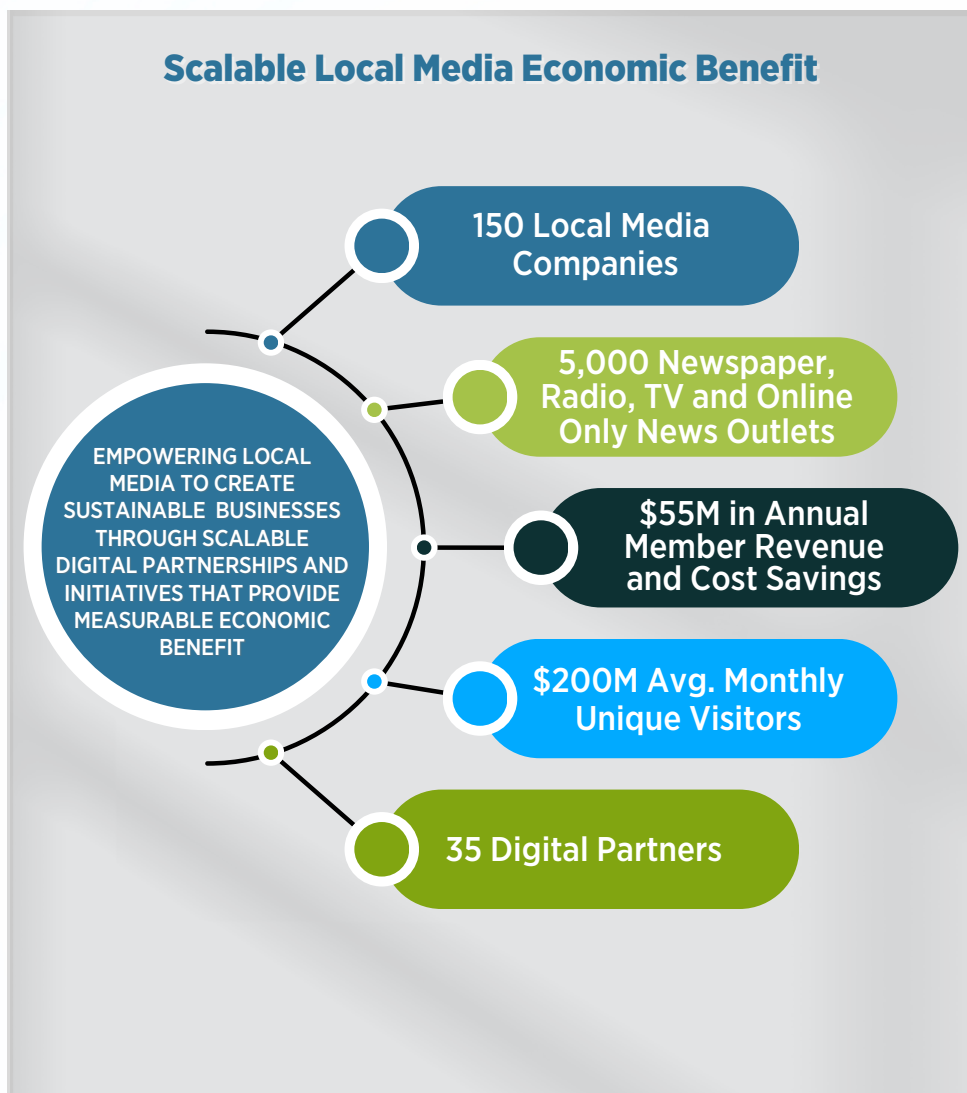 Scalable Local Media Economic Benefit
150 Local Media
Companies
5,000 Newspaper,
Radio, TV and Online
Only News Outlets
EMPOWERING LOCAL
MEDIA TO CREATE
SUSTAINABLE BUSINESSES
THROUGH SCALABLE
DIGITAL PARTNERSHIPS AND
INITIATIVES THAT PROVIDE
MEASURABLE ECONOMIC
BENEFIT
$55M in Annual
Member Revenue
and Cost Savings
$200M Avg. Monthly
Unique Visitors
35 Digital Partners